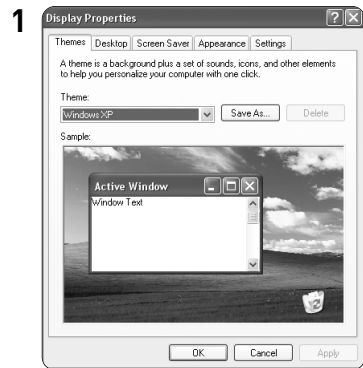 1
Display Properties
Themes Desktop Screen Saver Appearance Settings
A theme is a background plus a set of sounds, icons, and other elements
to help you personalize your computer with one click.
Theme:
Windows XP Save As... Delete
Sample:
Active Window
Window Text
OK Cancel Apply